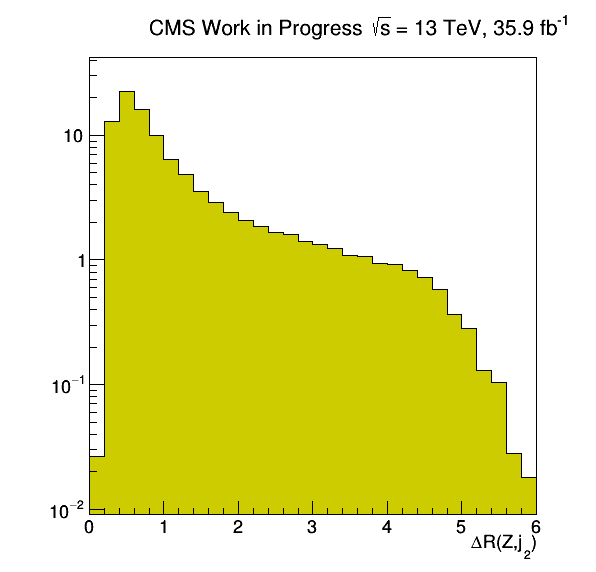 CMS Work in Progress √s = 13 TeV, 35.9 fb⁻¹
10
1
10⁻¹
10⁻²
0 1 2 3 4 5 6
ΔR(Z,j₂)